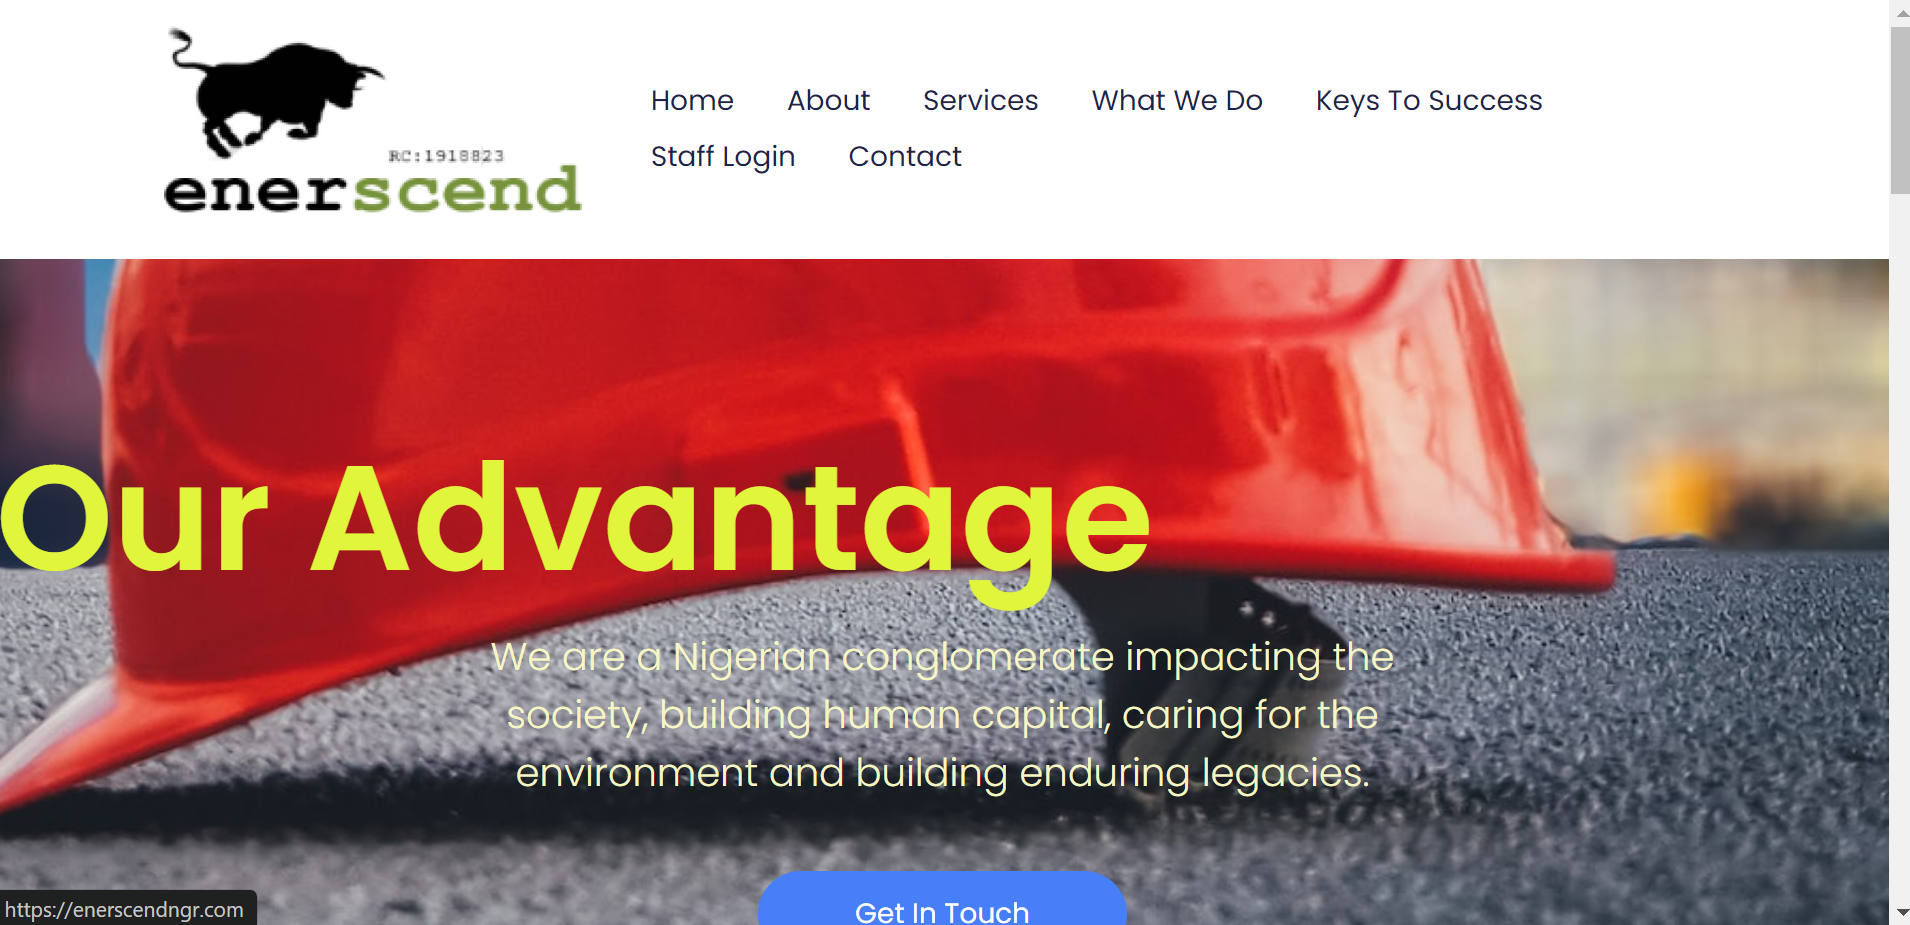 RC:1918823
enerscend
Home About Services What We Do Keys To Success
Staff Login Contact
Our Advantage
We are a Nigerian conglomerate impacting the
society, building human capital, caring for the
environment and building enduring legacies.
Get In Touch
https://enerscendngr.com